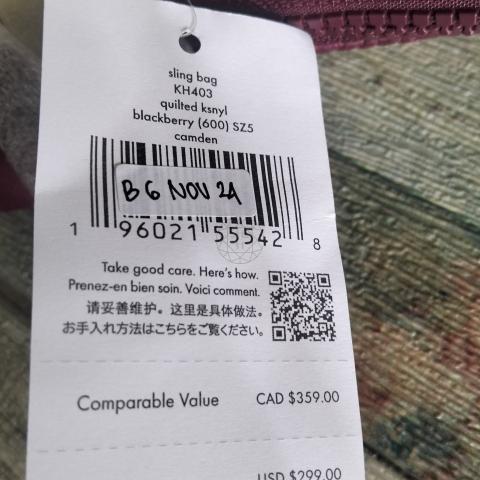 sling bag
KH403
quilted ksnyl
blackberry (600) SZ5
camden
B 6 NOV 21
1 96021 55542 8
Take good care. Here's how.
Prenez-en bien soin. Voici comment.
请妥善维护。这里是具体做法。
お手入れ方法はこちらをご覧ください。
Comparable Value CAD $359.00
USD $299.00